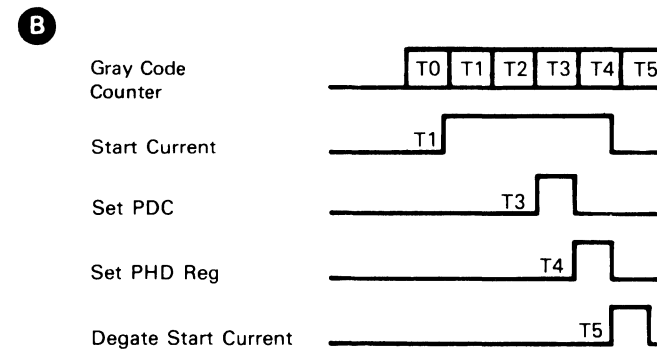 B
Gray Code
Counter
T0 T1 T2 T3 T4 T5
Start Current
T1
Set PDC
T3
Set PHD Reg
T4
Degate Start Current
T5